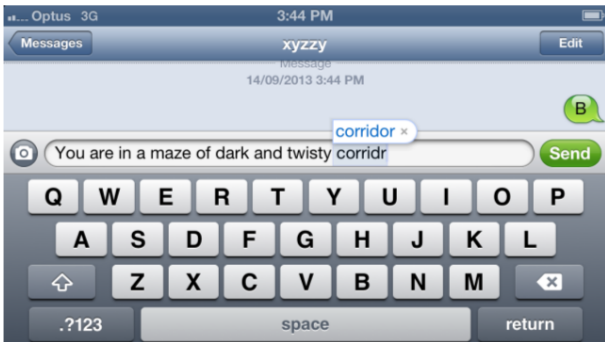 ... Optus 3G 3:44 PM
Messages xyzzy Edit
Message
14/09/2013 3:44 PM
B
corridor ×
You are in a maze of dark and twisty corridr Send
Q W E R T Y U I O P
A S D F G H J K L
Z X C V B N M
.?123 space return